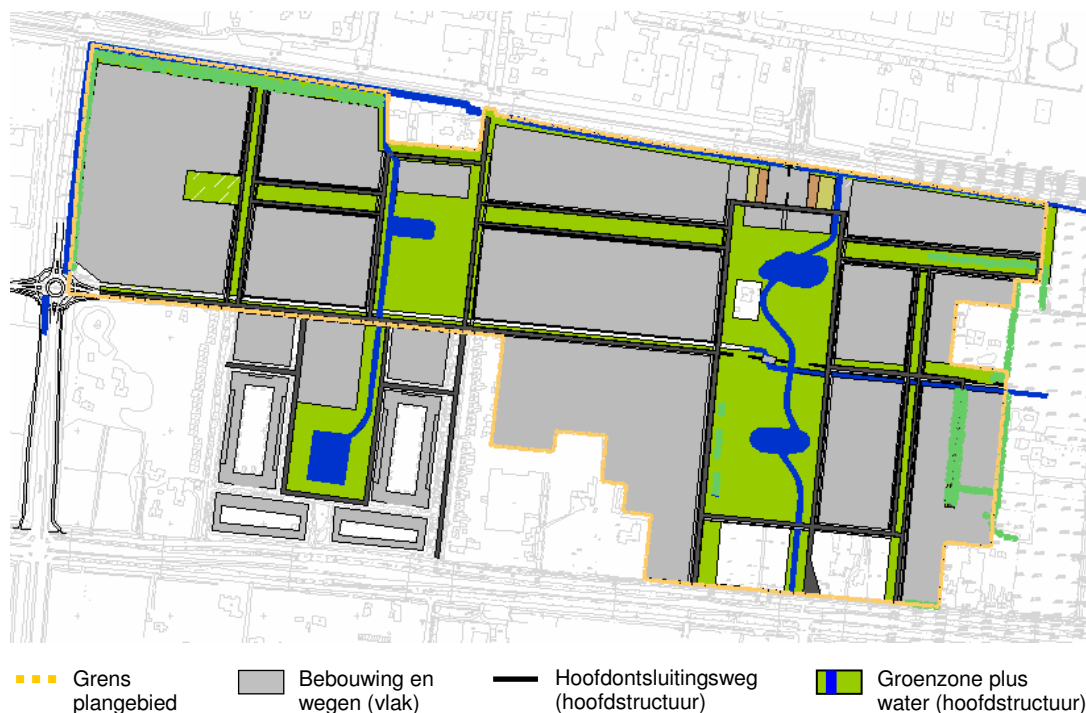 Grens
plangebied
Bebouwing en
wegen (vlak)
Hoofdontsluitingsweg
(hoofdstructuur)
Groenzone plus
water (hoofdstructuur)